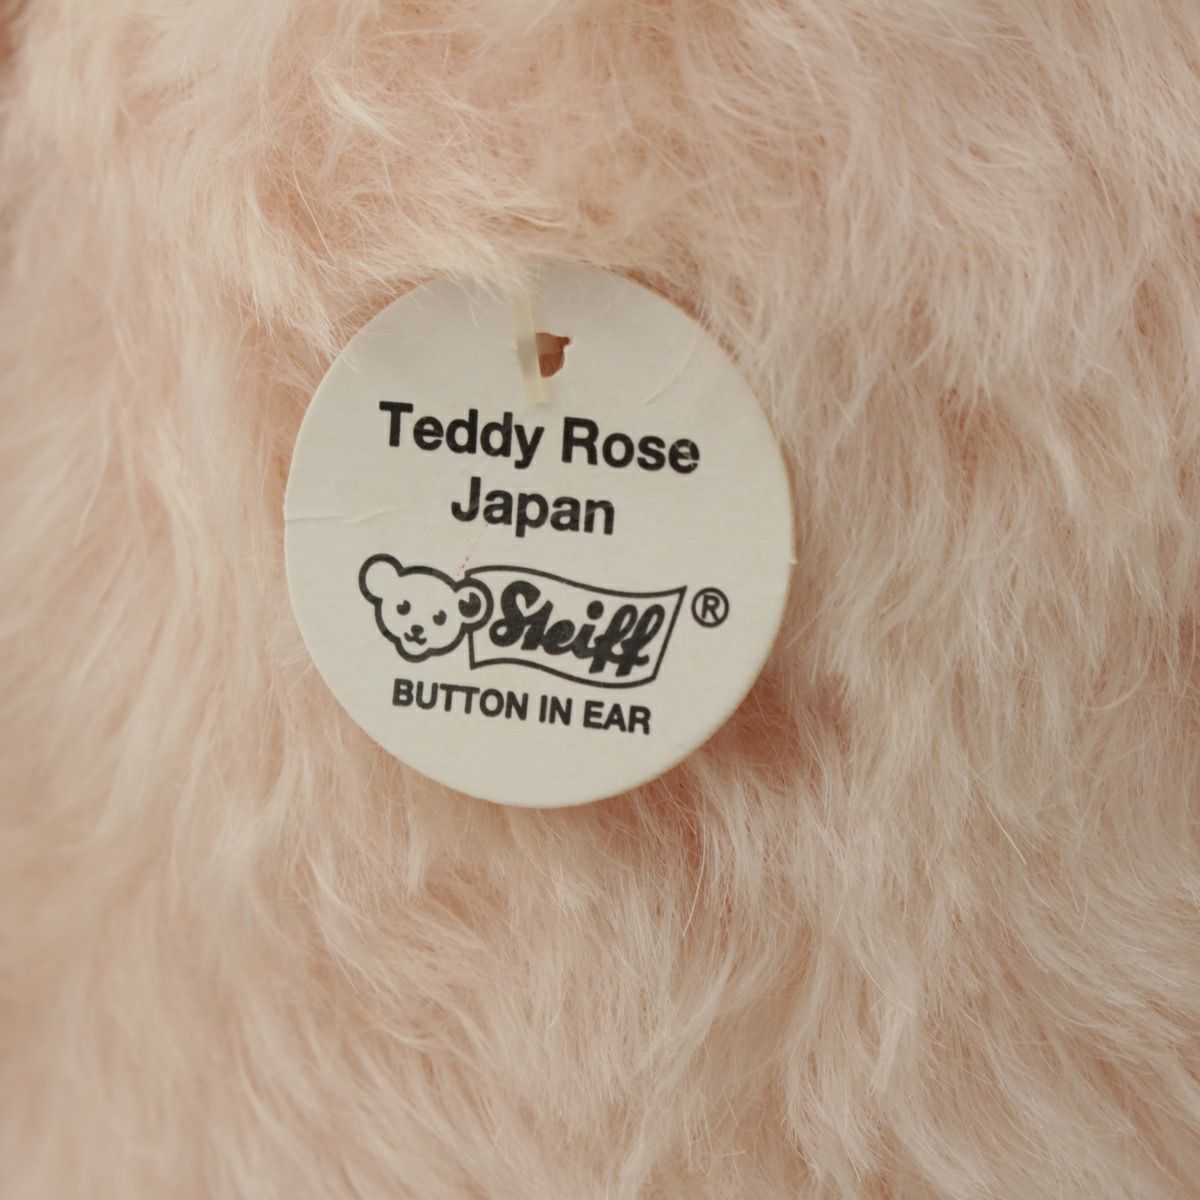 Teddy Rose
Japan
Steiff ®
BUTTON IN EAR